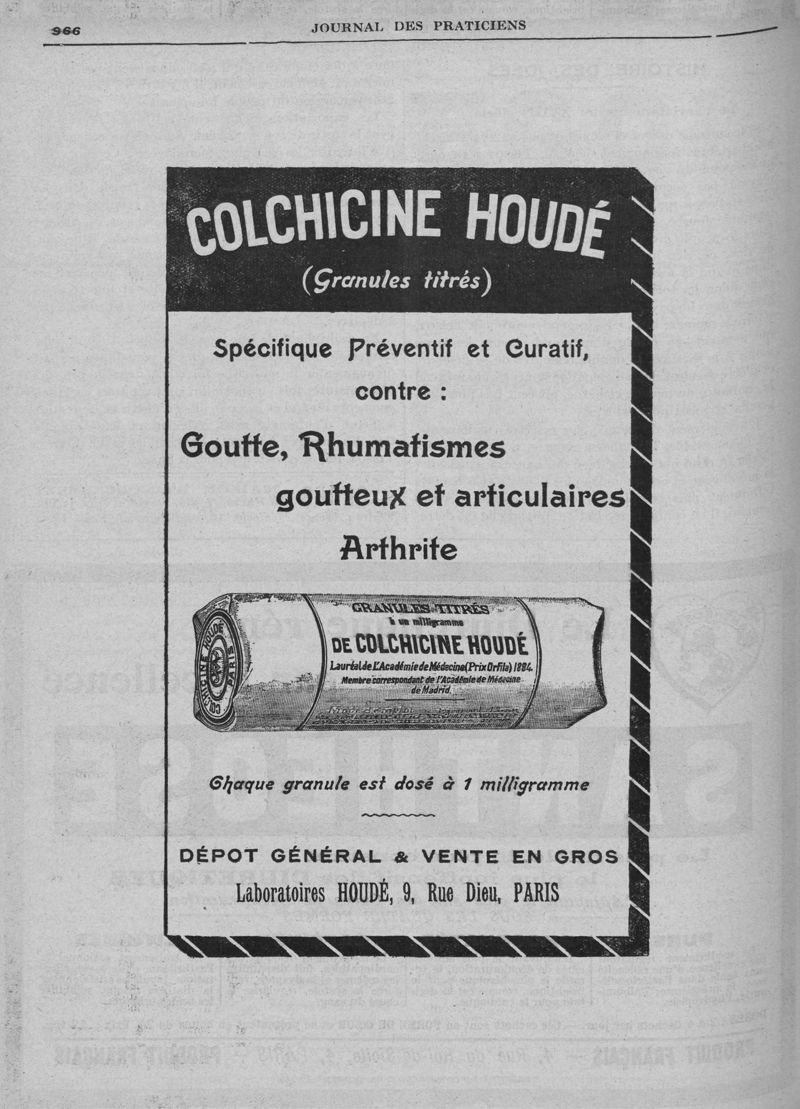 966
JOURNAL DES PRATICIENS
COLCHICINE HOUDÉ
(Granules titrés)
Spécifique Préventif et Curatif,
contre :
Goutte, Rhumatismes
goutteux et articulaires
Arthrite
GRANULES TITRÉS
à un milligramme
DE COLCHICINE HOUDÉ
Lauréat de L'Académie de Médecine (Prix Orfila) 1884.
Membre correspondant de l'Académie de Médecine
de Madrid.
COLCHICINE HOUDÉ
PARIS
Chaque granule est dosé à 1 milligramme
DÉPOT GÉNÉRAL & VENTE EN GROS
Laboratoires HOUDÉ, 9, Rue Dieu, PARIS